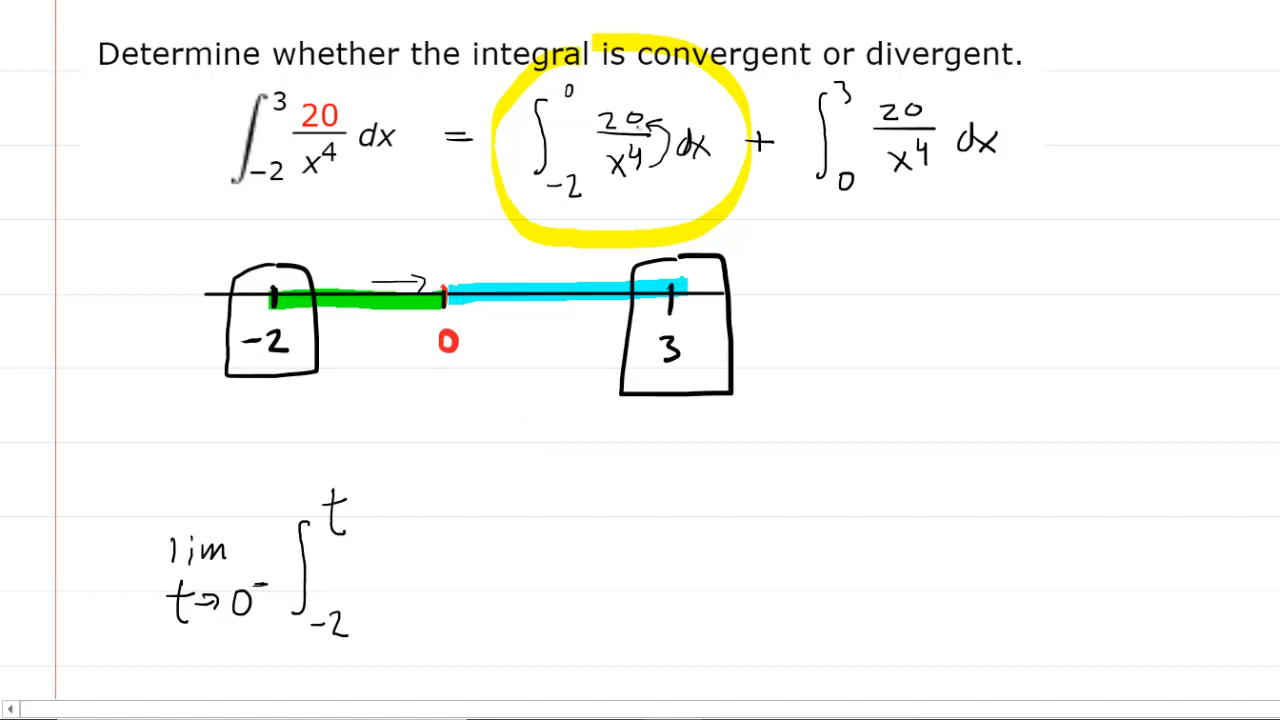 Determine whether the integral is convergent or divergent.
∫_{-2}^{3} 20/x^4 dx = ∫_{-2}^{0} 20/x^4 dx + ∫_{0}^{3} 20/x^4 dx
-2 0 3
lim_{t→0^-} ∫_{-2}^{t}